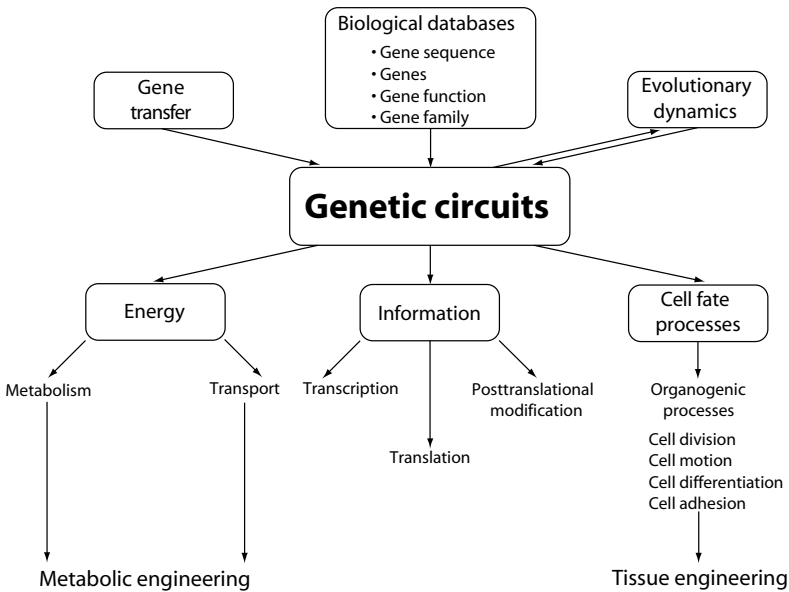 Biological databases
• Gene sequence
• Genes
• Gene function
• Gene family
Gene
transfer
Evolutionary
dynamics
Genetic circuits
Energy
Information
Cell fate
processes
Metabolism
Transport
Transcription
Translation
Posttranslational
modification
Organogenic
processes
Cell division
Cell motion
Cell differentiation
Cell adhesion
Metabolic engineering
Tissue engineering